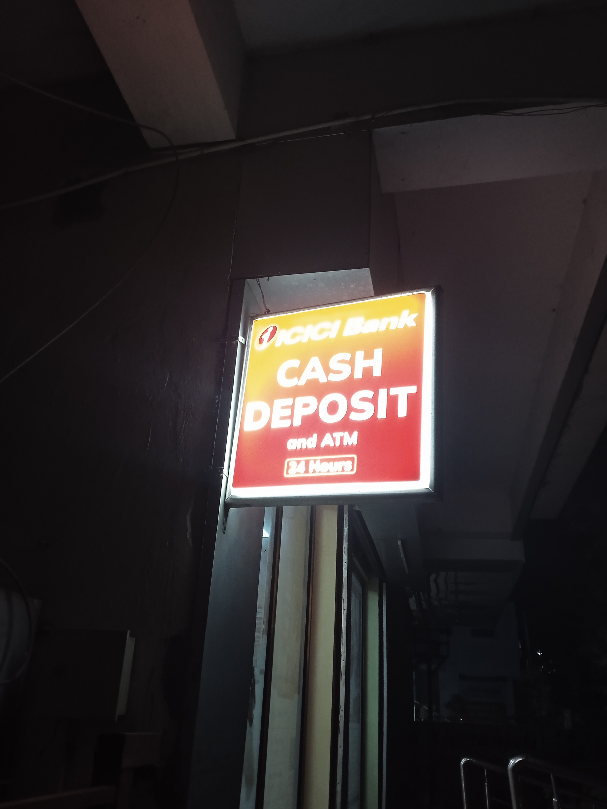 ICICI Bank
CASH
DEPOSIT
and ATM
24 Hours